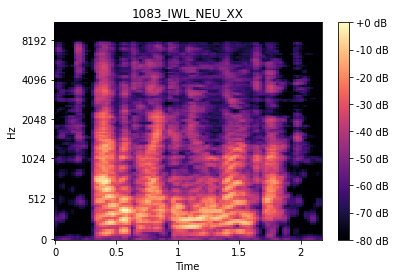 1083_IWL_NEU_XX
+0 dB
8192
-10 dB
4096
-20 dB
-30 dB
2048
Hz
-40 dB
1024
-50 dB
512
-60 dB
-70 dB
0
-80 dB
0
0.5
1
1.5
2
Time